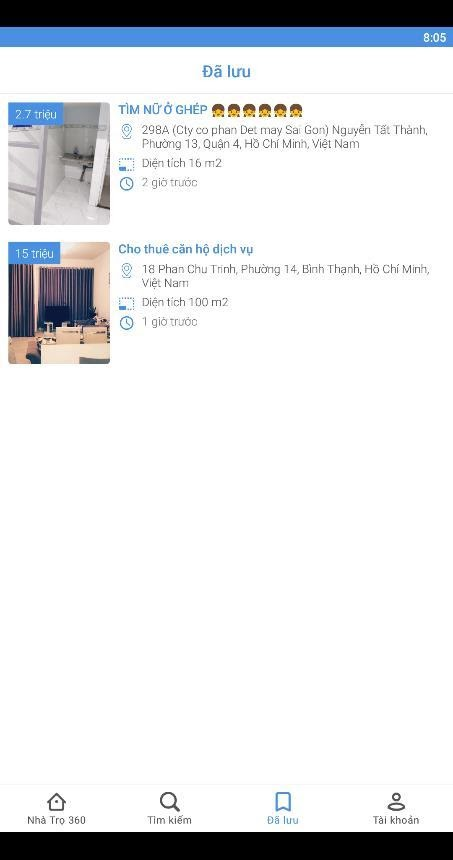 8:05
Đã lưu
2.7 triệu
TÌM NỮ Ở GHÉP 👧👧👧👧👧👧
298A (Cty co phan Det may Sai Gon) Nguyễn Tất Thành,
Phường 13, Quận 4, Hồ Chí Minh, Việt Nam
Diện tích 16 m2
2 giờ trước
15 triệu
Cho thuê căn hộ dịch vụ
18 Phan Chu Trinh, Phường 14, Bình Thạnh, Hồ Chí Minh,
Việt Nam
Diện tích 100 m2
1 giờ trước
Nhà Trọ 360
Tìm kiếm
Đã lưu
Tài khoản